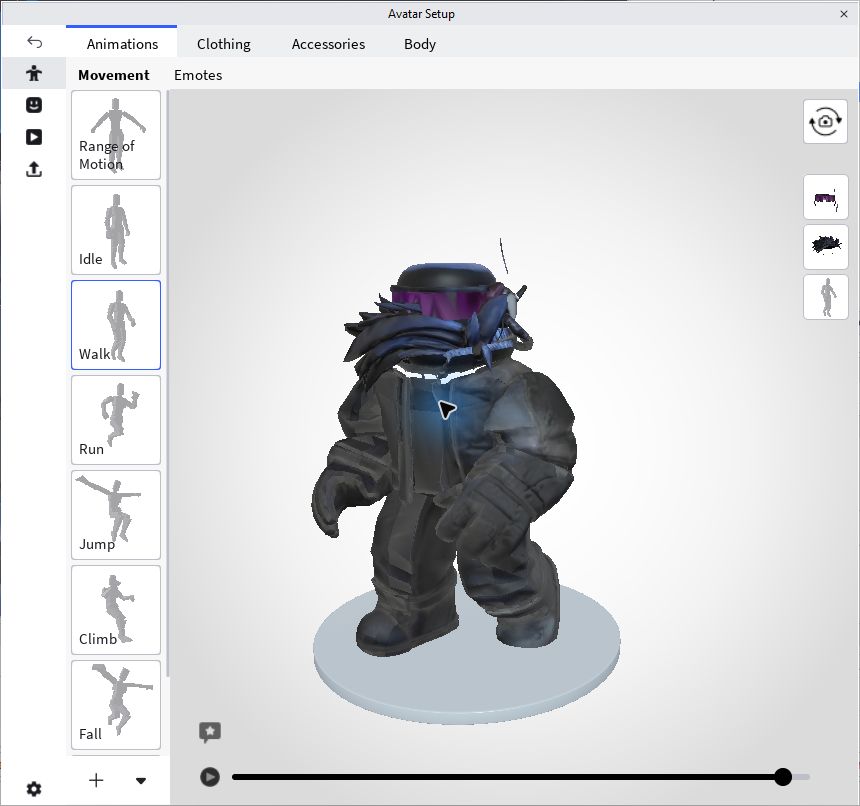 Avatar Setup
Animations
Clothing
Accessories
Body
Movement
Emotes
Range of
Motion
Idle
Walk
Run
Jump
Climb
Fall